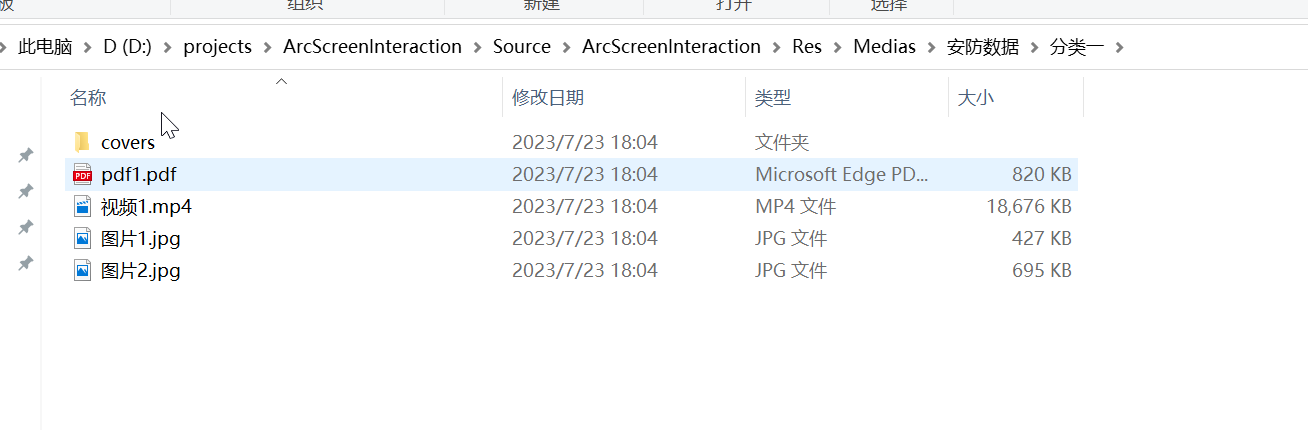 板 组织 新建 打开 选择
此电脑 > D (D:) > projects > ArcScreenInteraction > Source > ArcScreenInteraction > Res > Medias > 安防数据 > 分类一 >
名称 修改日期 类型 大小
covers 2023/7/23 18:04 文件夹
PDF pdf1.pdf 2023/7/23 18:04 Microsoft Edge PD... 820 KB
视频1.mp4 2023/7/23 18:04 MP4 文件 18,676 KB
图片1.jpg 2023/7/23 18:04 JPG 文件 427 KB
图片2.jpg 2023/7/23 18:04 JPG 文件 695 KB